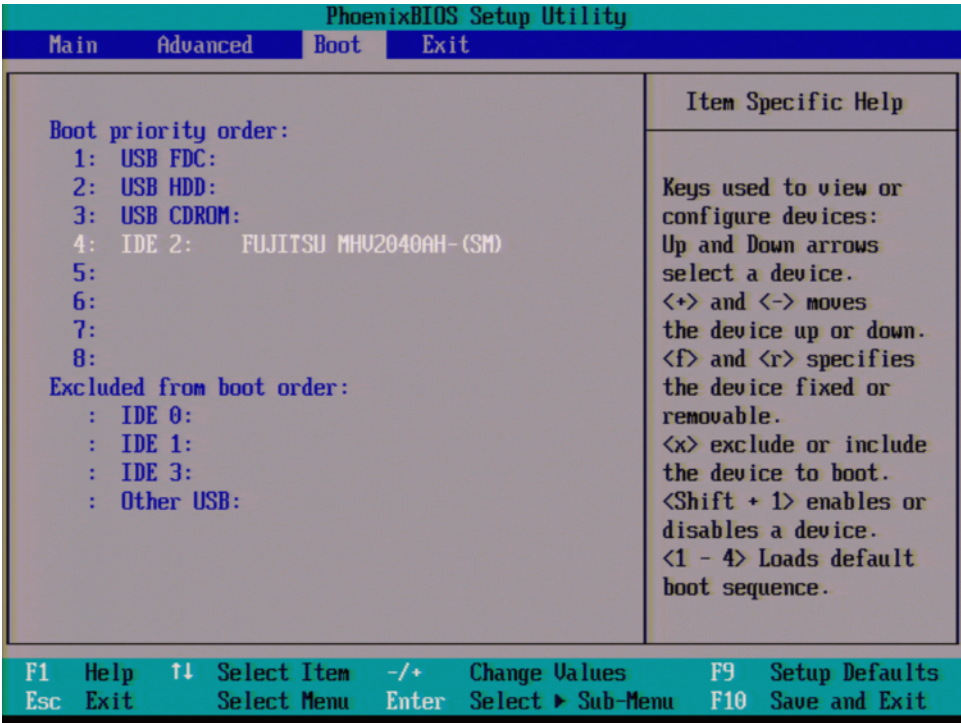 PhoenixBIOS Setup Utility
Main Advanced Boot Exit
Boot priority order:
1: USB FDC:
2: USB HDD:
3: USB CDROM:
4: IDE 2: FUJITSU MHV2040AH-(SM)
5:
6:
7:
8:
Excluded from boot order:
: IDE 0:
: IDE 1:
: IDE 3:
: Other USB:
Item Specific Help
Keys used to view or
configure devices:
Up and Down arrows
select a device.
<+> and <-> moves
the device up or down.
<f> and <r> specifies
the device fixed or
removable.
<x> exclude or include
the device to boot.
<Shift + 1> enables or
disables a device.
<1 - 4> Loads default
boot sequence.
F1 Help ↑↓ Select Item -/+ Change Values F9 Setup Defaults
Esc Exit Select Menu Enter Select ▶ Sub-Menu F10 Save and Exit